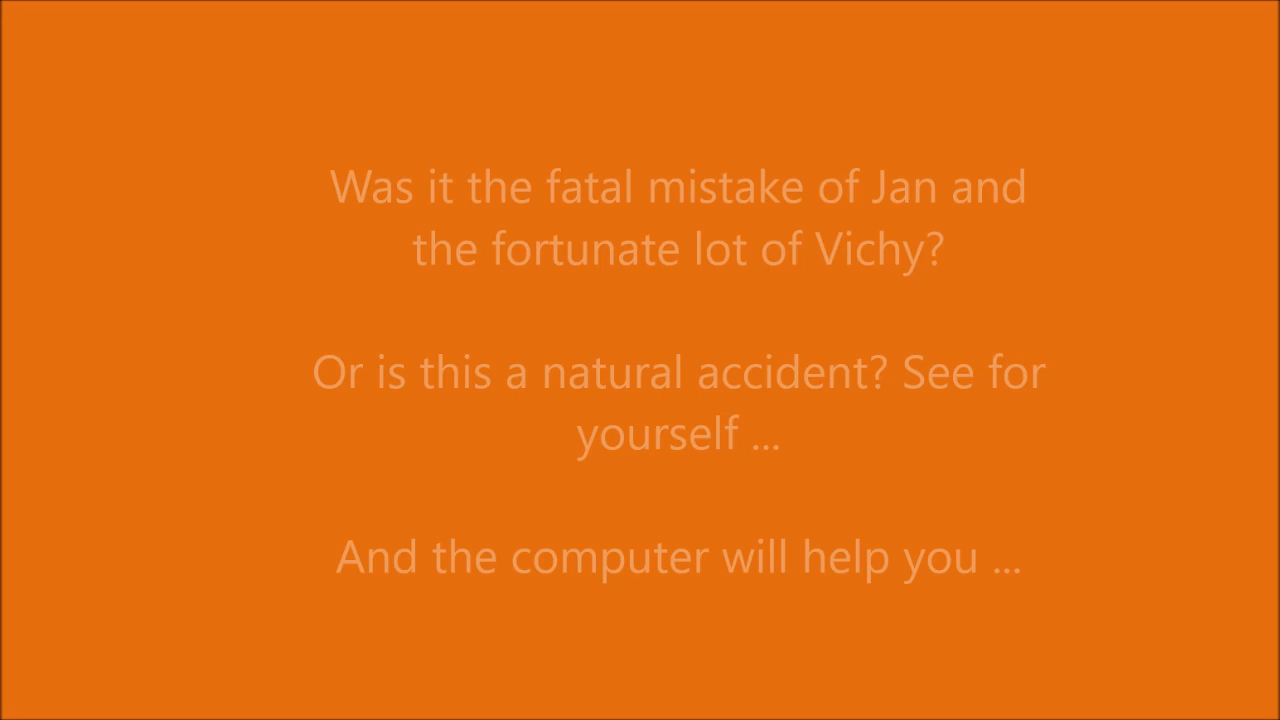 Was it the fatal mistake of Jan and
the fortunate lot of Vichy?
Or is this a natural accident? See for
yourself ...
And the computer will help you ...